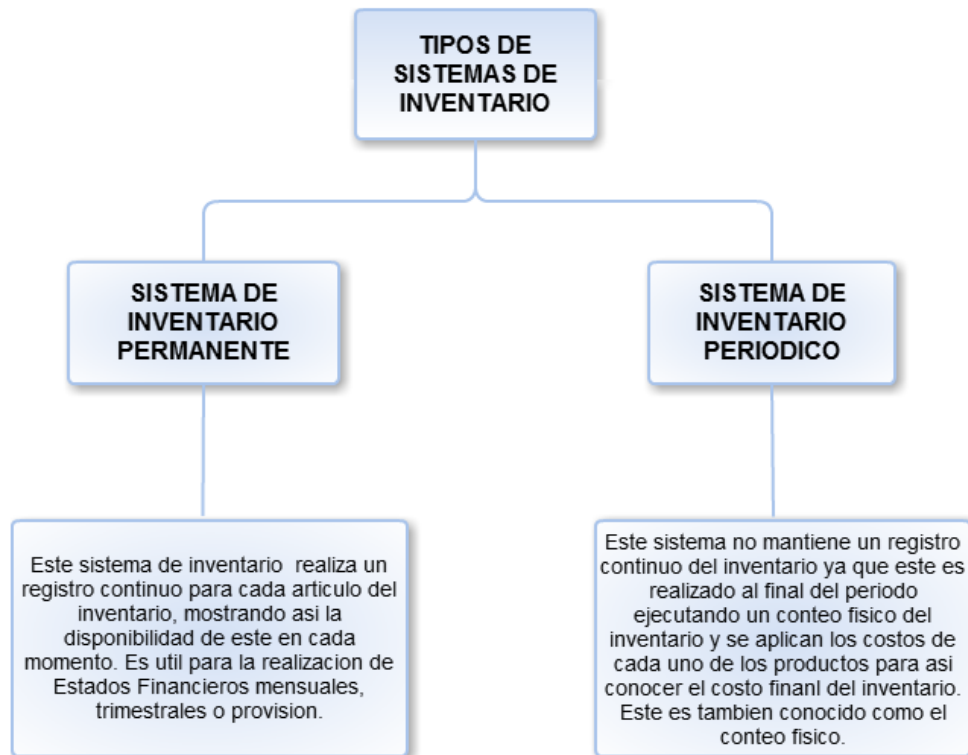 TIPOS DE
SISTEMAS DE
INVENTARIO
SISTEMA DE
INVENTARIO
PERMANENTE
SISTEMA DE
INVENTARIO
PERIODICO
Este sistema de inventario realiza un
registro continuo para cada articulo del
inventario, mostrando asi la
disponibilidad de este en cada
momento. Es util para la realizacion de
Estados Financieros mensuales,
trimestrales o provision.
Este sistema no mantiene un registro
continuo del inventario ya que este es
realizado al final del periodo
ejecutando un conteo fisico del
inventario y se aplican los costos de
cada uno de los productos para asi
conocer el costo finanl del inventario.
Este es tambien conocido como el
conteo fisico.